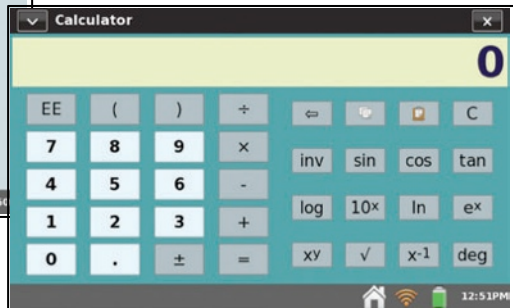 Calculator
0
EE ( ) ÷ C
7 8 9 × inv sin cos tan
4 5 6 -
log 10x ln ex
1 2 3 +
0 . ± = xy √ x-1 deg
12:51PM